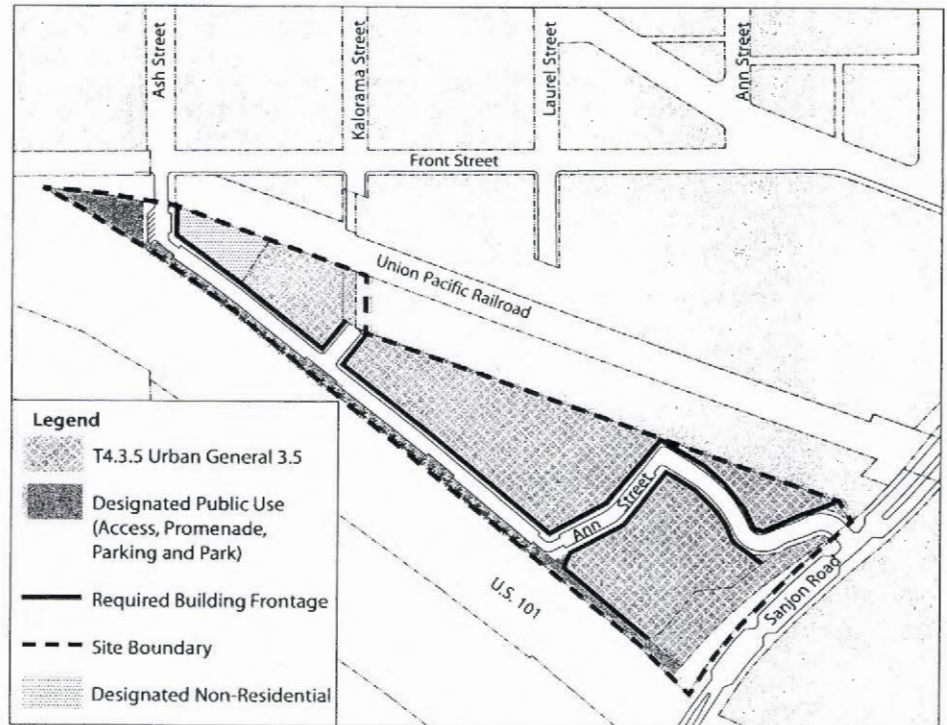 Ash Street
Kalorama Street
Laurel Street
Ann Street
Front Street
Union Pacific Railroad
Ann Street
Sanjon Road
U.S. 101
Legend
T4.3.5 Urban General 3.5
Designated Public Use
(Access, Promenade,
Parking and Park)
Required Building Frontage
Site Boundary
Designated Non-Residential